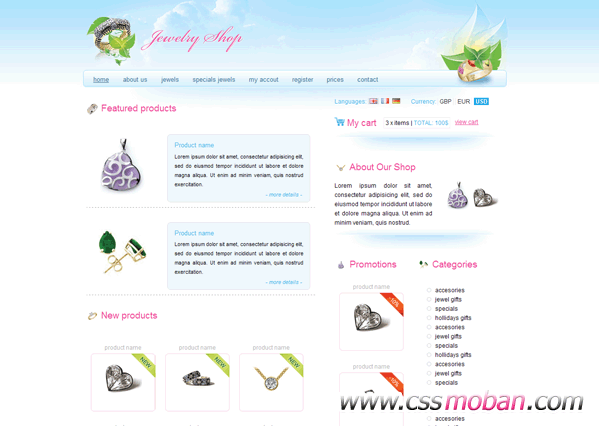 Jewelry Shop
home about us jewels specials jewels my accout register prices contact
Featured products
Product name
Lorem ipsum dolor sit amet, consectetur adipisicing elit, sed do eiusmod tempor incididunt ut labore et dolore magna aliqua. Ut enim ad minim veniam, quis nostrud exercitation.
- more details -
Product name
Lorem ipsum dolor sit amet, consectetur adipisicing elit, sed do eiusmod tempor incididunt ut labore et dolore magna aliqua. Ut enim ad minim veniam, quis nostrud exercitation.
- more details -
New products
product name product name product name
NEW NEW NEW
Languages: Currency: GBP EUR USD
My cart 3 x items | TOTAL: 100$ view cart
About Our Shop
Lorem ipsum dolor sit amet, consectetur adipisicing elit, sed do eiusmod tempor incididunt ut labore et dolore magna aliqua. Ut enim ad minim veniam, quis nostrud.
Promotions
product name
-10%
product name
-10%
Categories
accesories
jewel gifts
specials
hollidays gifts
accesories
jewel gifts
specials
hollidays gifts
accesories
jewel gifts
specials
accesories
www.cssmoban.com